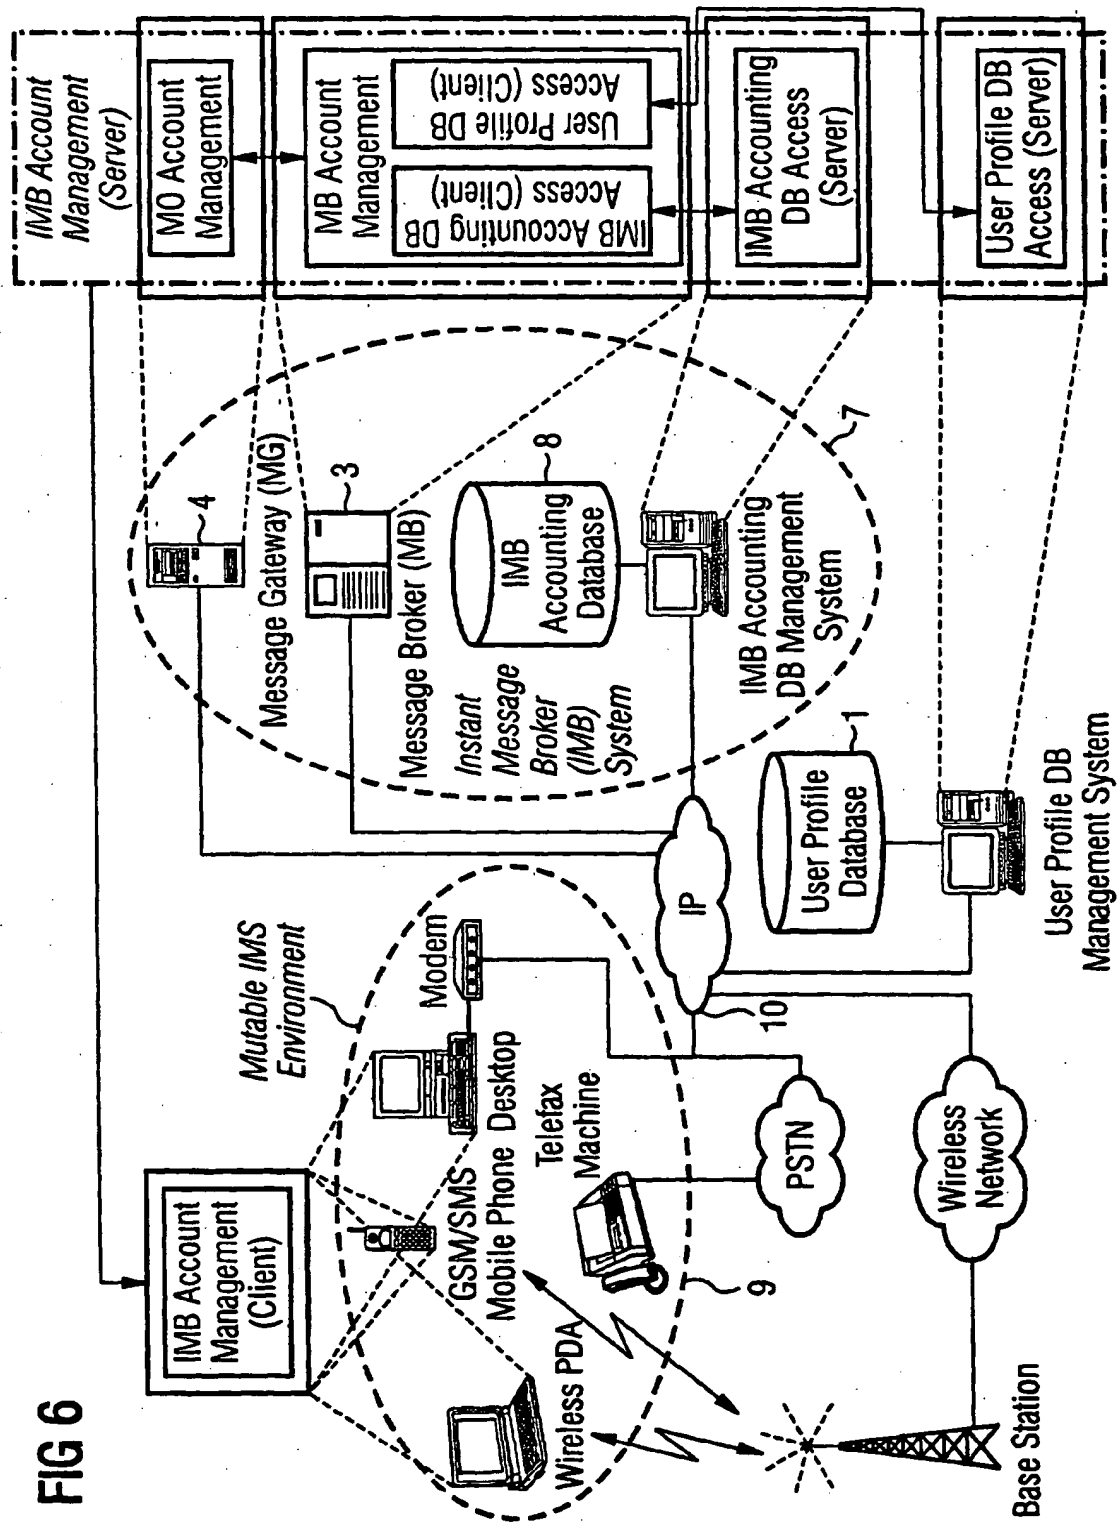 FIG 6
IMB Account
Management
(Client)
IMB Account
Management
(Server)
MO Account
Management
MB Account
Management
IMB Accounting DB
Access (Client)
User Profile DB
Access (Client)
IMB Accounting
DB Access
(Server)
User Profile DB
Access (Server)
Mutable IMS
Environment
Modem
Desktop
GSM/SMS
Mobile Phone
Telefax
Machine
Wireless PDA
9
4
Message Gateway (MG)
3
Message Broker (MB)
Instant
Message
Broker
(IMB)
System
8
IMB
Accounting
Database
IMB Accounting
DB Management
System
7
IP
10
1
User Profile
Database
User Profile DB
Management System
PSTN
Wireless
Network
Base Station